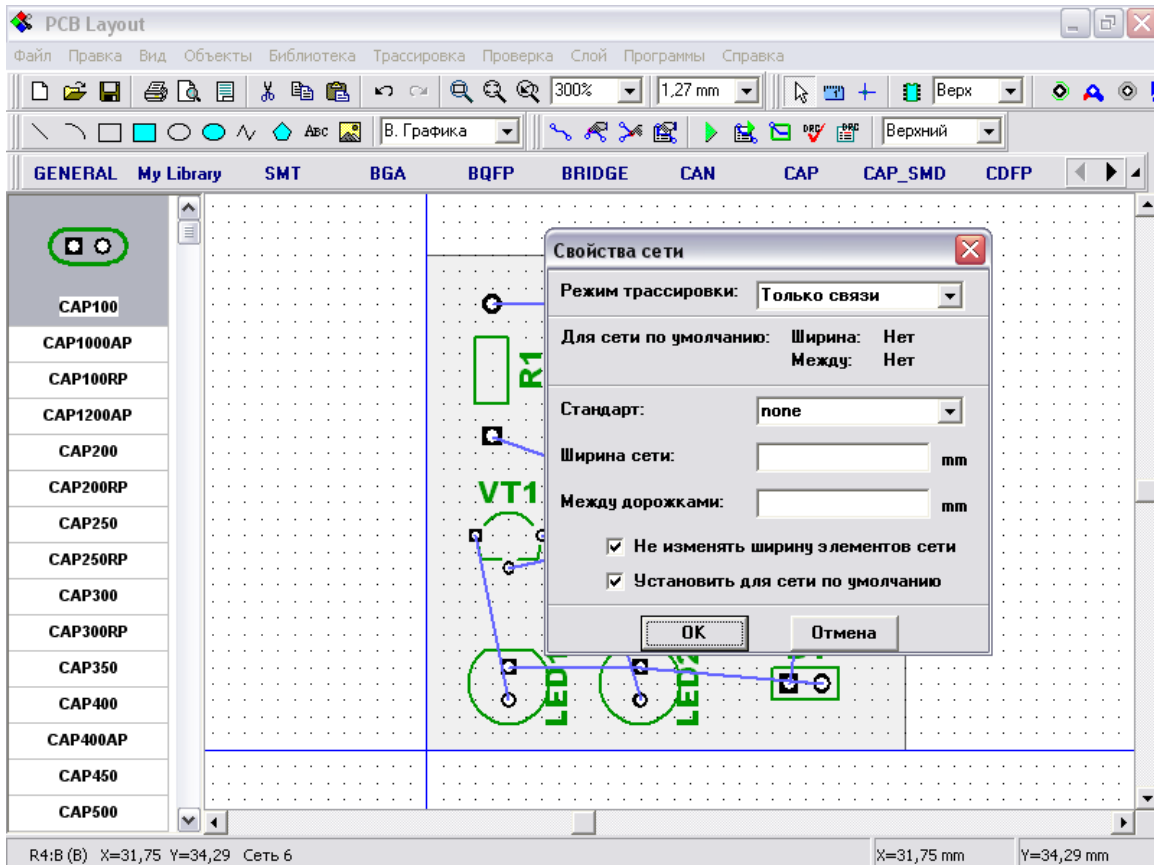 PCB Layout
Файл Правка Вид Объекты Библиотека Трассировка Проверка Слой Программы Справка
300% 1,27 mm Верх
ABC В. Графика DRC DRC Верхний
GENERAL My Library SMT BGA BQFP BRIDGE CAN CAP CAP_SMD CDFP
CAP100
CAP1000AP
CAP100RP
CAP1200AP
CAP200
CAP200RP
CAP250
CAP250RP
CAP300
CAP300RP
CAP350
CAP400
CAP400AP
CAP450
CAP500
R1
VT1
LED1
LED2
Свойства сети
Режим трассировки: Только связи
Для сети по умолчанию: Ширина: Нет
Между: Нет
Стандарт: none
Ширина сети: mm
Между дорожками: mm
Не изменять ширину элементов сети
Установить для сети по умолчанию
OK Отмена
R4:B (B) X=31,75 Y=34,29 Сеть 6 X=31,75 mm Y=34,29 mm